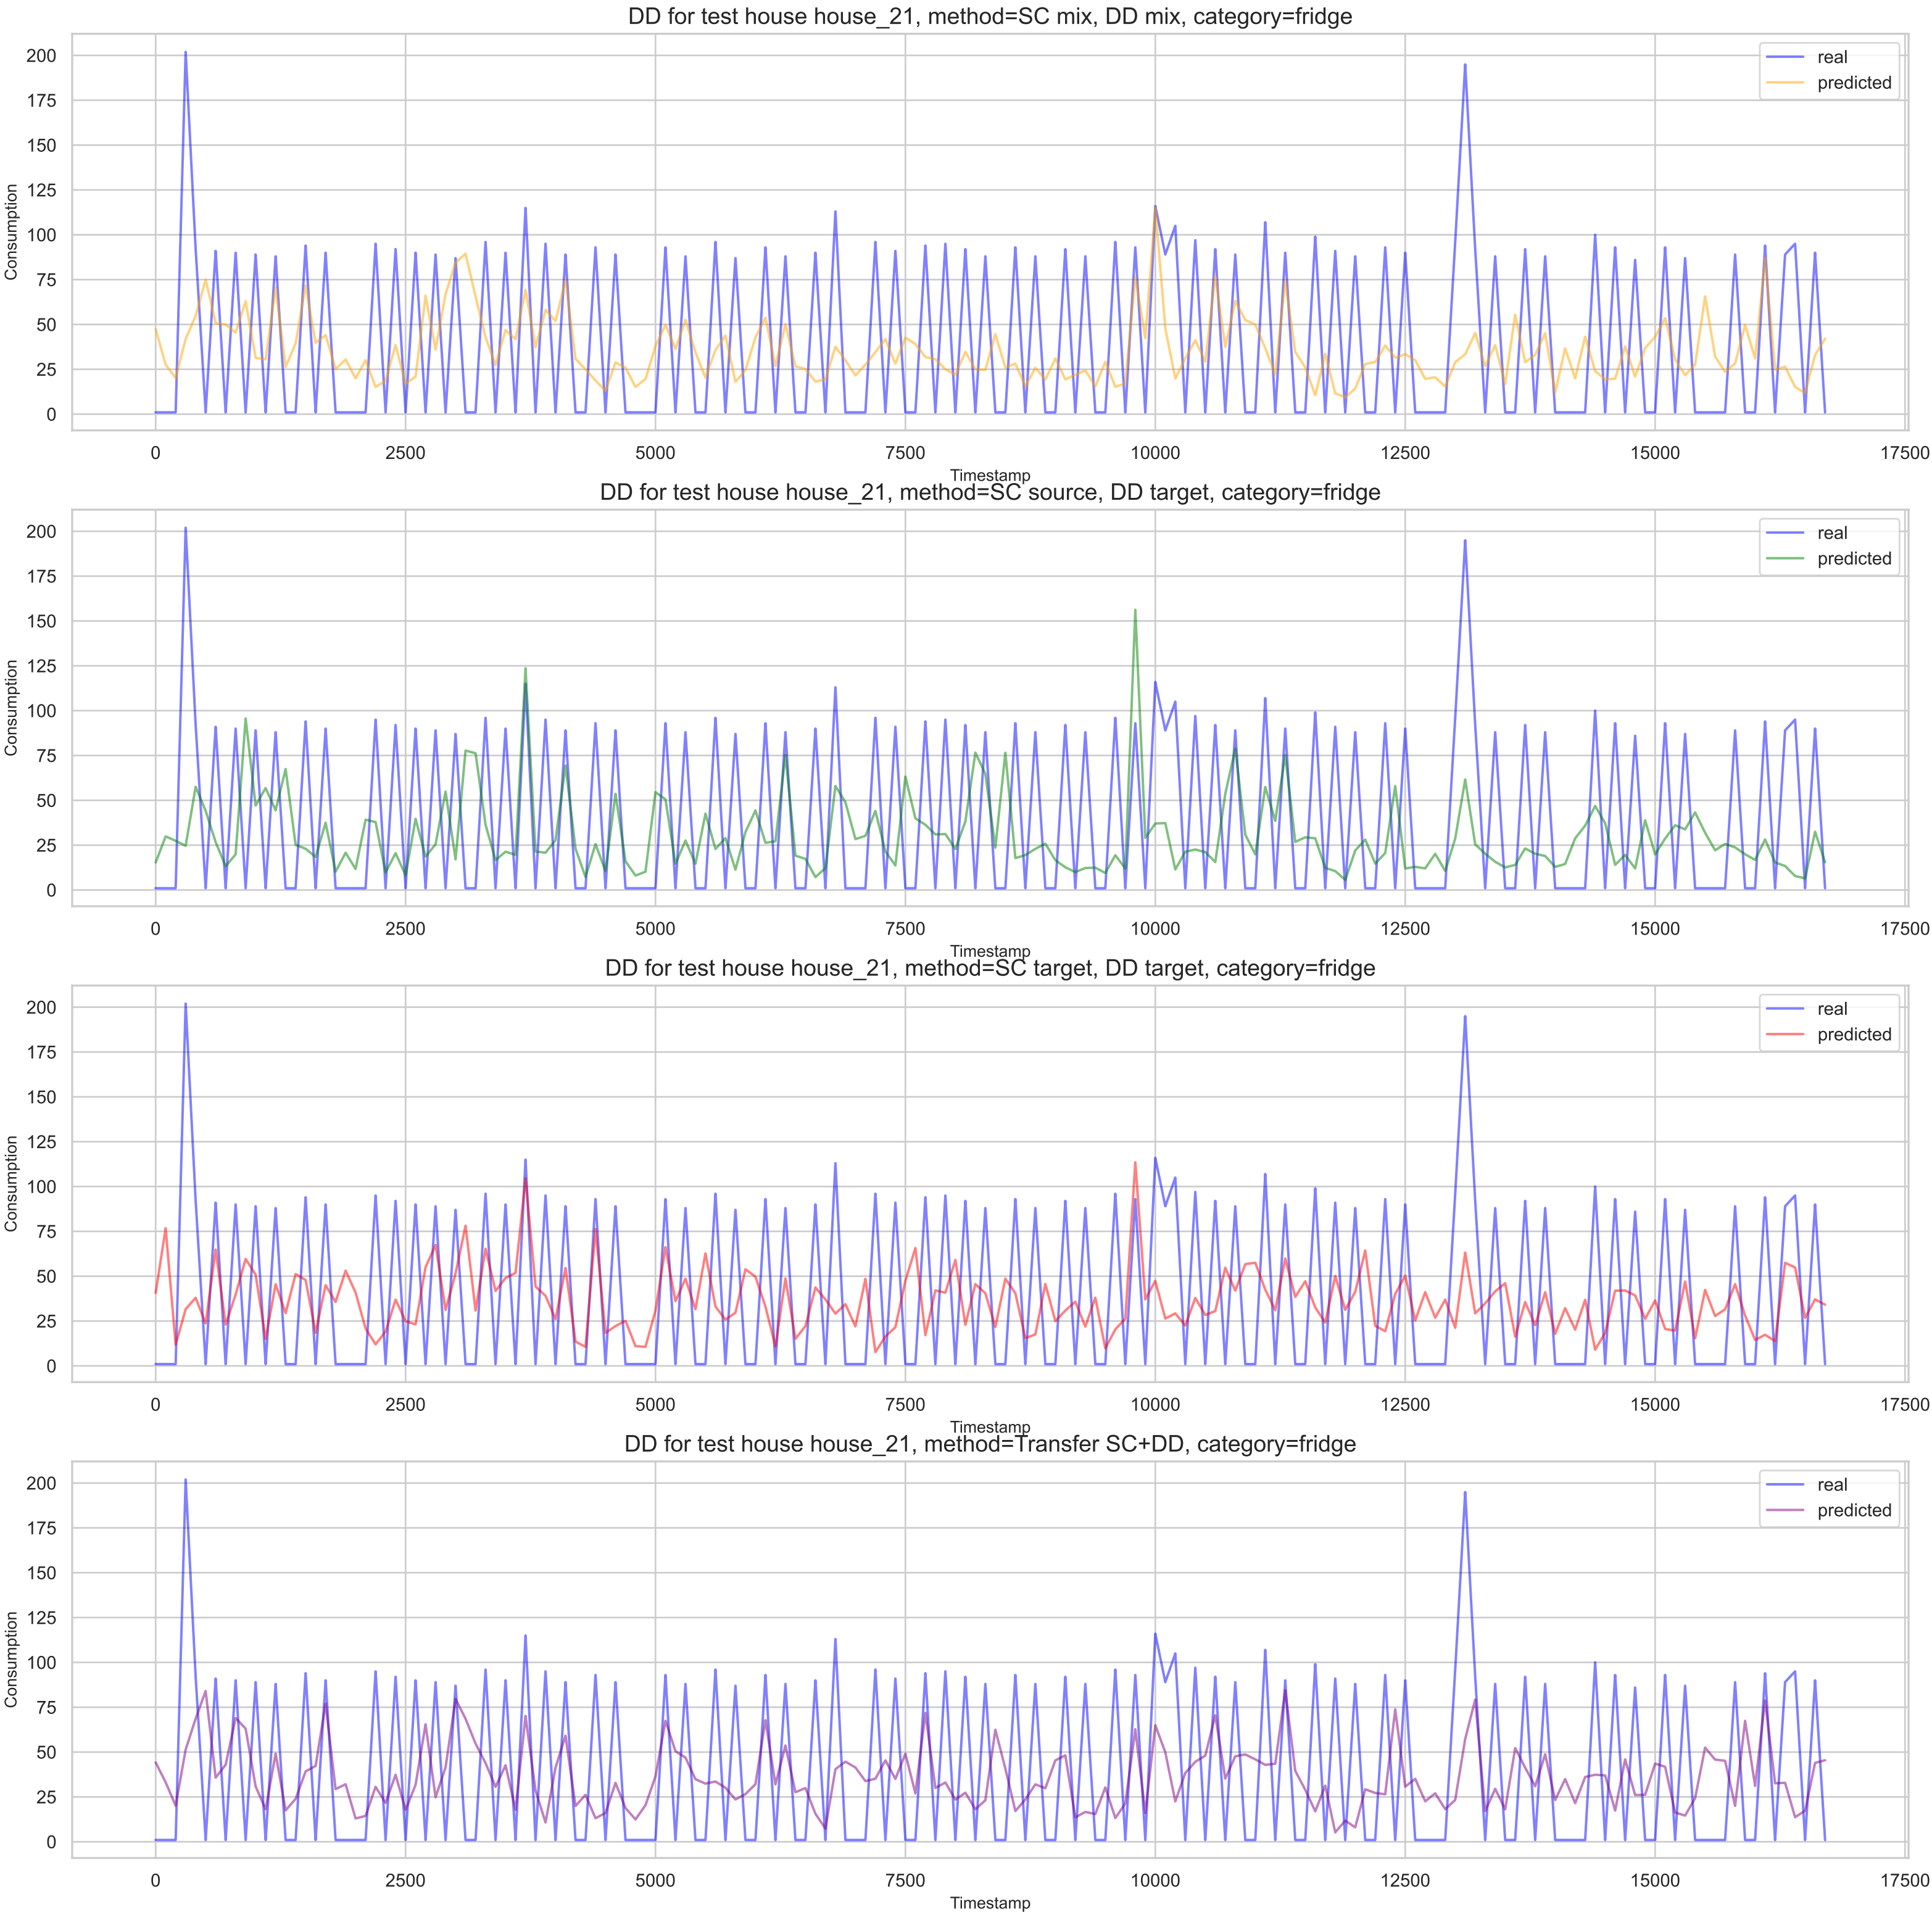 DD for test house house_21, method=SC mix, DD mix, category=fridge
200
175
150
125
100
75
50
25
0
Consumption
real
predicted
0 2500 5000 7500 10000 12500 15000 17500
Timestamp
DD for test house house_21, method=SC source, DD target, category=fridge
200
175
150
125
100
75
50
25
0
Consumption
real
predicted
0 2500 5000 7500 10000 12500 15000 17500
Timestamp
DD for test house house_21, method=SC target, DD target, category=fridge
200
175
150
125
100
75
50
25
0
Consumption
real
predicted
0 2500 5000 7500 10000 12500 15000 17500
Timestamp
DD for test house house_21, method=Transfer SC+DD, category=fridge
200
175
150
125
100
75
50
25
0
Consumption
real
predicted
0 2500 5000 7500 10000 12500 15000 17500
Timestamp